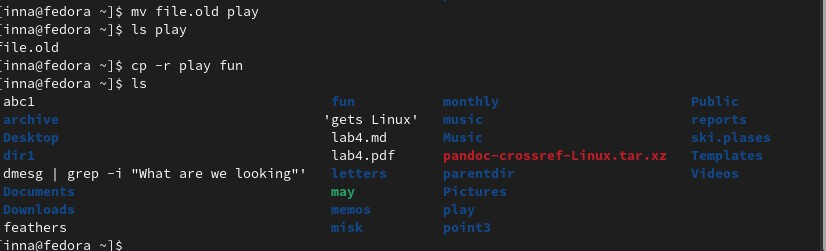 [inna@fedora ~]$ mv file.old play
[inna@fedora ~]$ ls play
file.old
[inna@fedora ~]$ cp -r play fun
[inna@fedora ~]$ ls
abc1 fun monthly Public
archive 'gets Linux' music reports
Desktop lab4.md Music ski.plases
dir1 lab4.pdf pandoc-crossref-Linux.tar.xz Templates
dmesg | grep -i "What are we looking"' letters parentdir Videos
Documents may Pictures
Downloads memos play
feathers misk point3
[inna@fedora ~]$